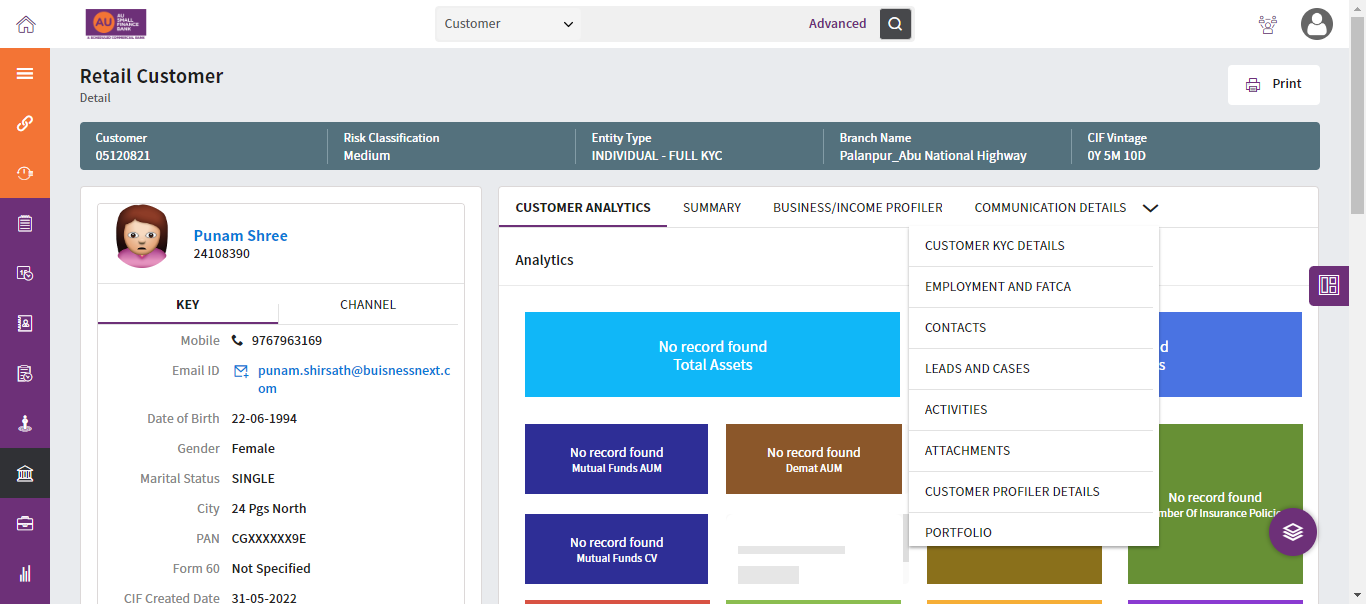 AU
AU
SMALL
FINANCE
BANK
A SCHEDULED COMMERCIAL BANK
Customer
Advanced
Retail Customer
Detail
Print
Customer
05120821
Risk Classification
Medium
Entity Type
INDIVIDUAL - FULL KYC
Branch Name
Palanpur_Abu National Highway
CIF Vintage
0Y 5M 10D
Punam Shree
24108390
KEY
CHANNEL
Mobile 9767963169
Email ID punam.shirsath@buisnessnext.c
om
Date of Birth 22-06-1994
Gender Female
Marital Status SINGLE
City 24 Pgs North
PAN CGXXXXXX9E
Form 60 Not Specified
CIF Created Date 31-05-2022
CUSTOMER ANALYTICS
SUMMARY
BUSINESS/INCOME PROFILER
COMMUNICATION DETAILS
CUSTOMER KYC DETAILS
EMPLOYMENT AND FATCA
CONTACTS
LEADS AND CASES
ACTIVITIES
ATTACHMENTS
CUSTOMER PROFILER DETAILS
PORTFOLIO
Analytics
No record found
Total Assets
d
s
No record found
Mutual Funds AUM
No record found
Demat AUM
No record found
mber Of Insurance Policie
No record found
Mutual Funds CV